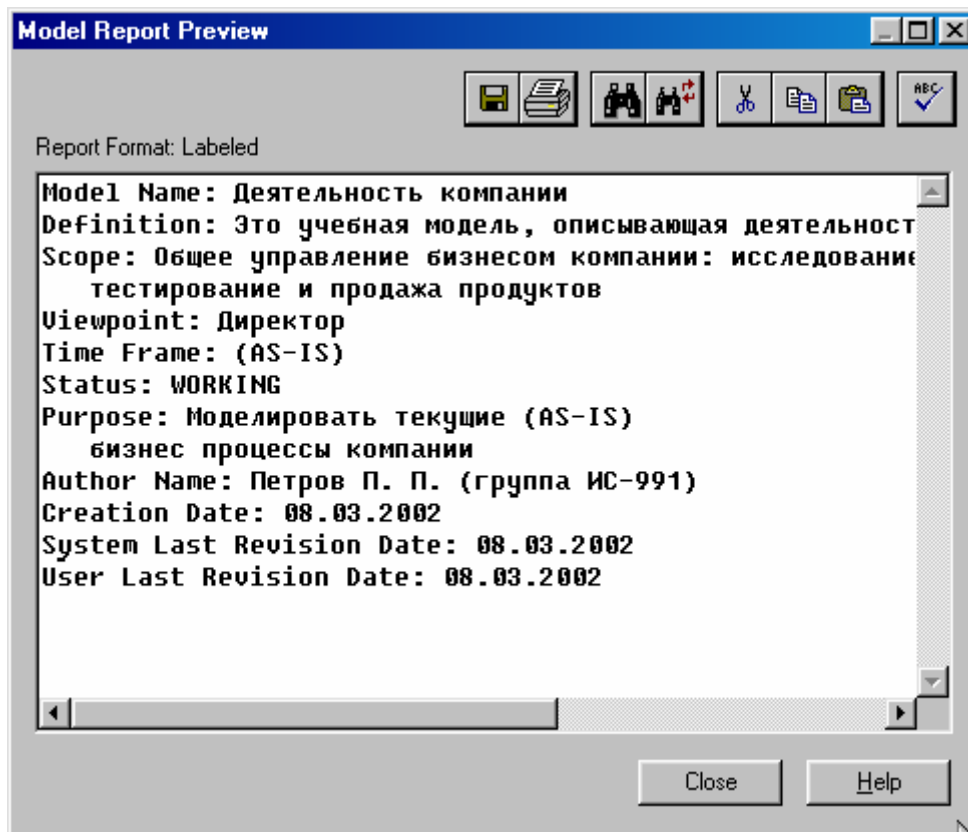 Model Report Preview
ABC
Report Format: Labeled
Model Name: Деятельность компании
Definition: Это учебная модель, описывающая деятельност
Scope: Общее управление бизнесом компании: исследование
тестирование и продажа продуктов
Viewpoint: Директор
Time Frame: (AS-IS)
Status: WORKING
Purpose: Моделировать текущие (AS-IS)
бизнес процессы компании
Author Name: Петров П. П. (группа ИС-991)
Creation Date: 08.03.2002
System Last Revision Date: 08.03.2002
User Last Revision Date: 08.03.2002
Close Help